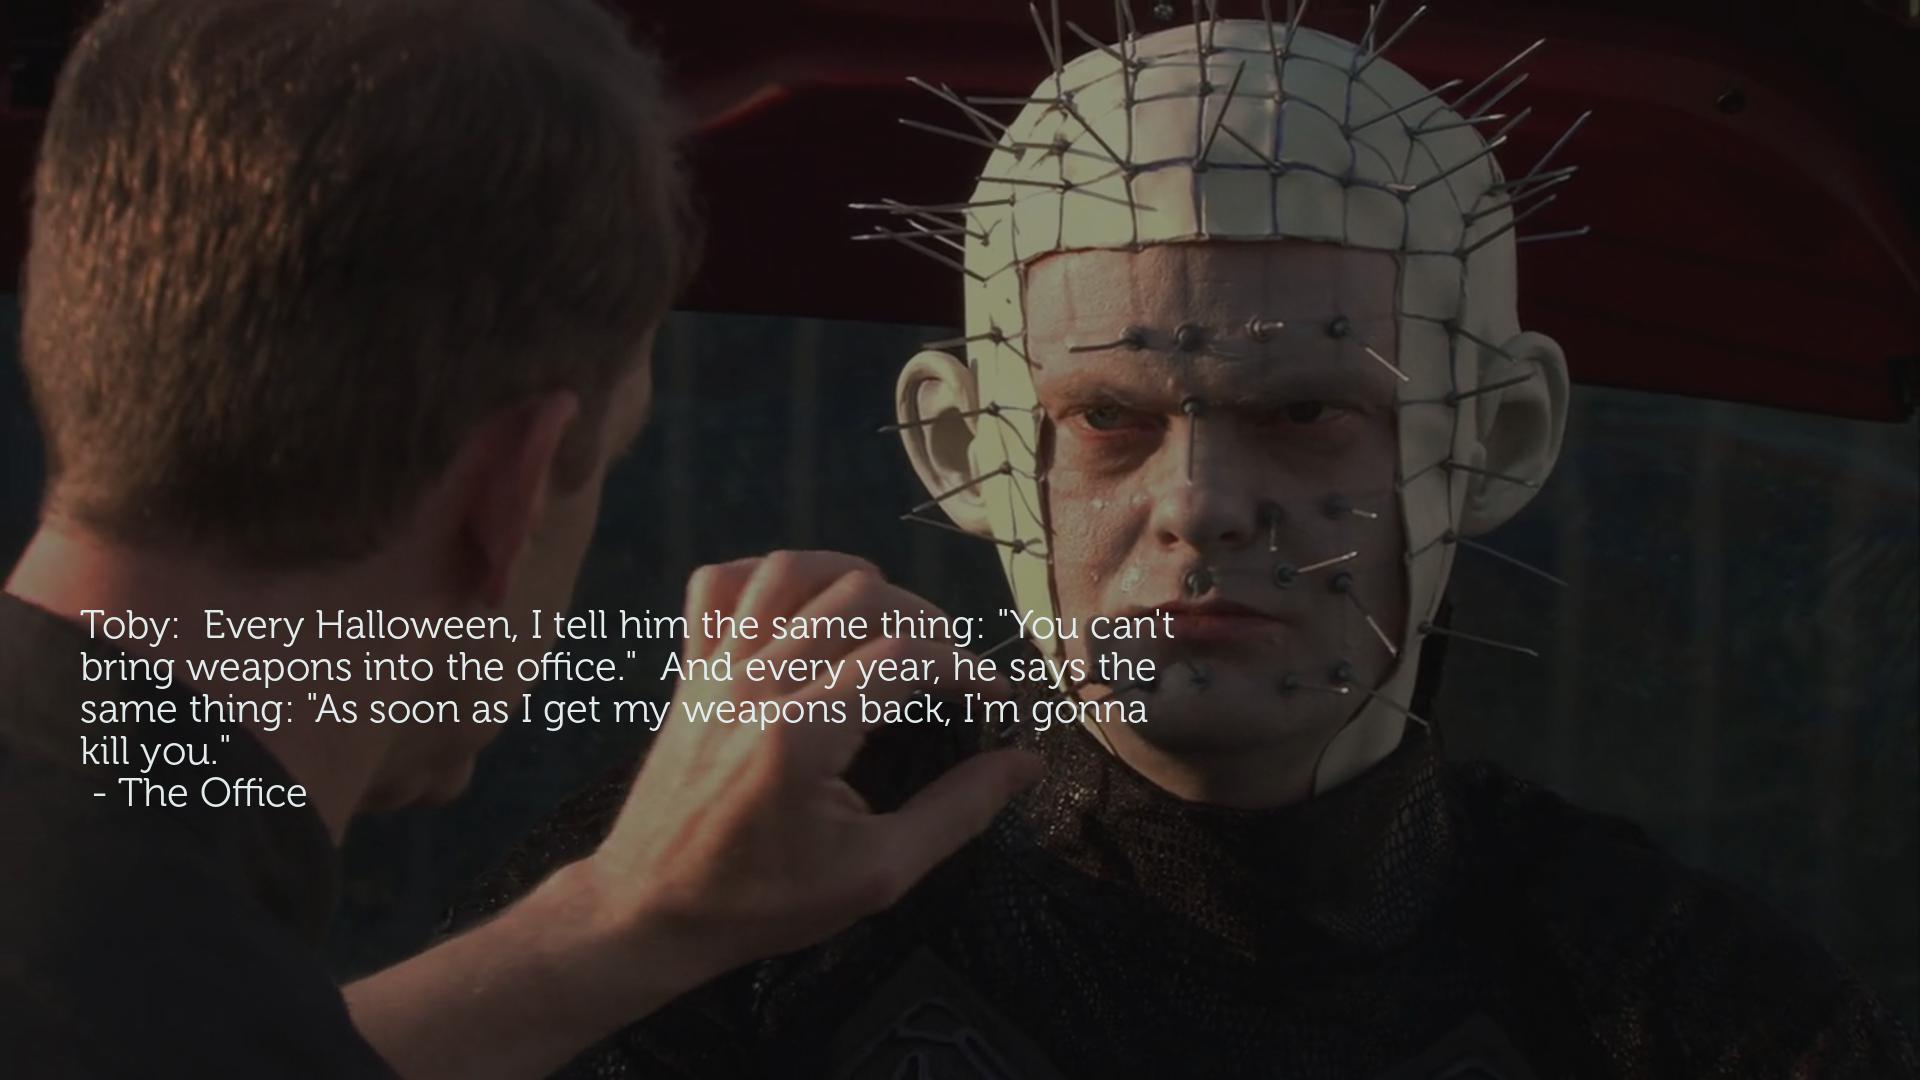 Toby:  Every Halloween, I tell him the same thing: "You can't
bring weapons into the office."  And every year, he says the
same thing: "As soon as I get my weapons back, I'm gonna
kill you."
 - The Office